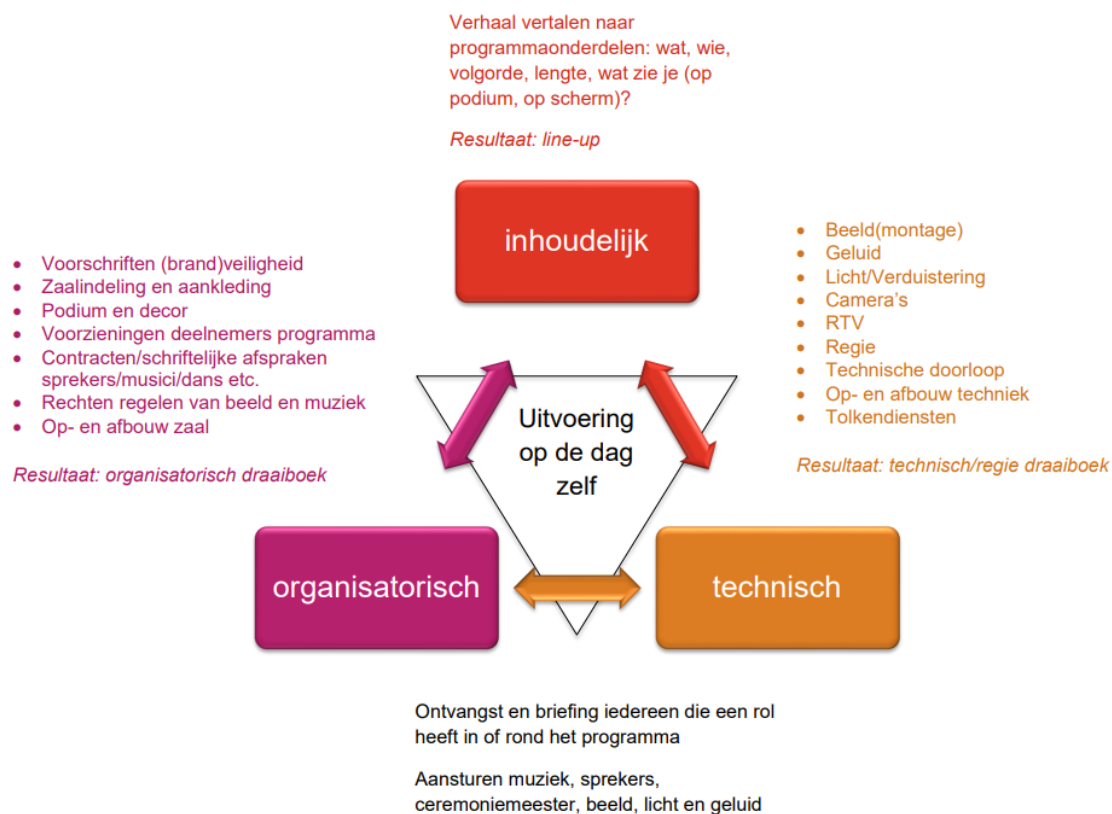 Verhaal vertalen naar
programmaonderdelen: wat, wie,
volgorde, lengte, wat zie je (op
podium, op scherm)?
Resultaat: line-up
inhoudelijk
• Voorschriften (brand)veiligheid
• Zaalindeling en aankleding
• Podium en decor
• Voorzieningen deelnemers programma
• Contracten/schriftelijke afspraken
sprekers/musici/dans etc.
• Rechten regelen van beeld en muziek
• Op- en afbouw zaal
Resultaat: organisatorisch draaiboek
• Beeld(montage)
• Geluid
• Licht/Verduistering
• Camera's
• RTV
• Regie
• Technische doorloop
• Op- en afbouw techniek
• Tolkendiensten
Resultaat: technisch/regie draaiboek
Uitvoering
op de dag
zelf
organisatorisch
technisch
Ontvangst en briefing iedereen die een rol
heeft in of rond het programma
Aansturen muziek, sprekers,
ceremoniemeester, beeld, licht en geluid